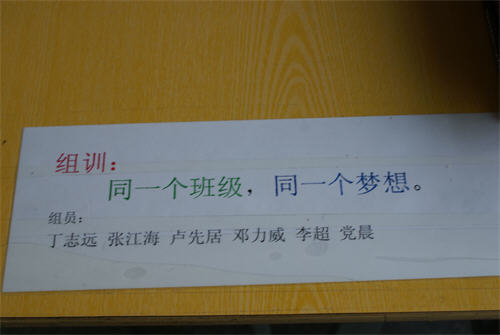 组训：
同一个班级，同一个梦想。
组员：
丁志远 张江海 卢先居 邓力威 李超 党晨